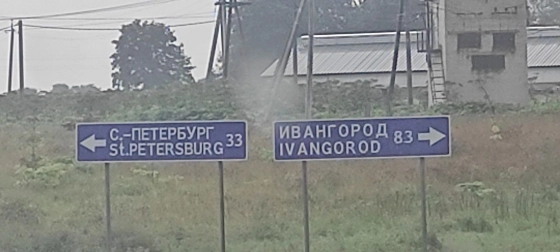 С.-ПЕТЕРБУРГ 33
St.PETERSBURG
ИВАНГОРОД 83
IVANGOROD